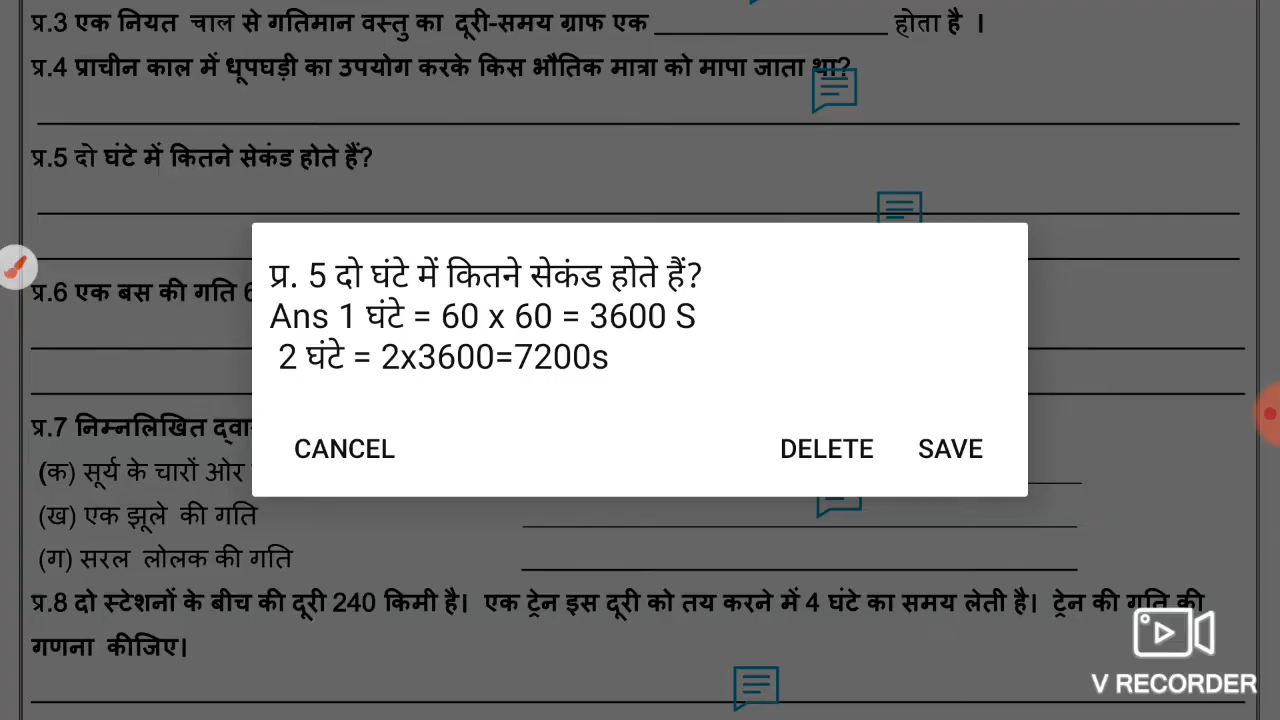 प्र.3 एक नियत चाल से गतिमान वस्तु का दूरी-समय ग्राफ एक ________________ होता है ।
प्र.4 प्राचीन काल में धूपघड़ी का उपयोग करके किस भौतिक मात्रा को मापा जाता था?
प्र.5 दो घंटे में कितने सेकंड होते हैं?
प्र. 5 दो घंटे में कितने सेकंड होते हैं?
Ans 1 घंटे = 60 x 60 = 3600 S
2 घंटे = 2x3600=7200s
CANCEL DELETE SAVE
प्र.6 एक बस की गति 6
प्र.7 निम्नलिखित
(क) सूर्य के चारों ओर
(ख) एक झूले की गति
(ग) सरल लोलक की गति
प्र.8 दो स्टेशनों के बीच की दूरी 240 किमी है। एक ट्रेन इस दूरी को तय करने में 4 घंटे का समय लेती है। ट्रेन की गति की
गणना कीजिए।
V RECORDER